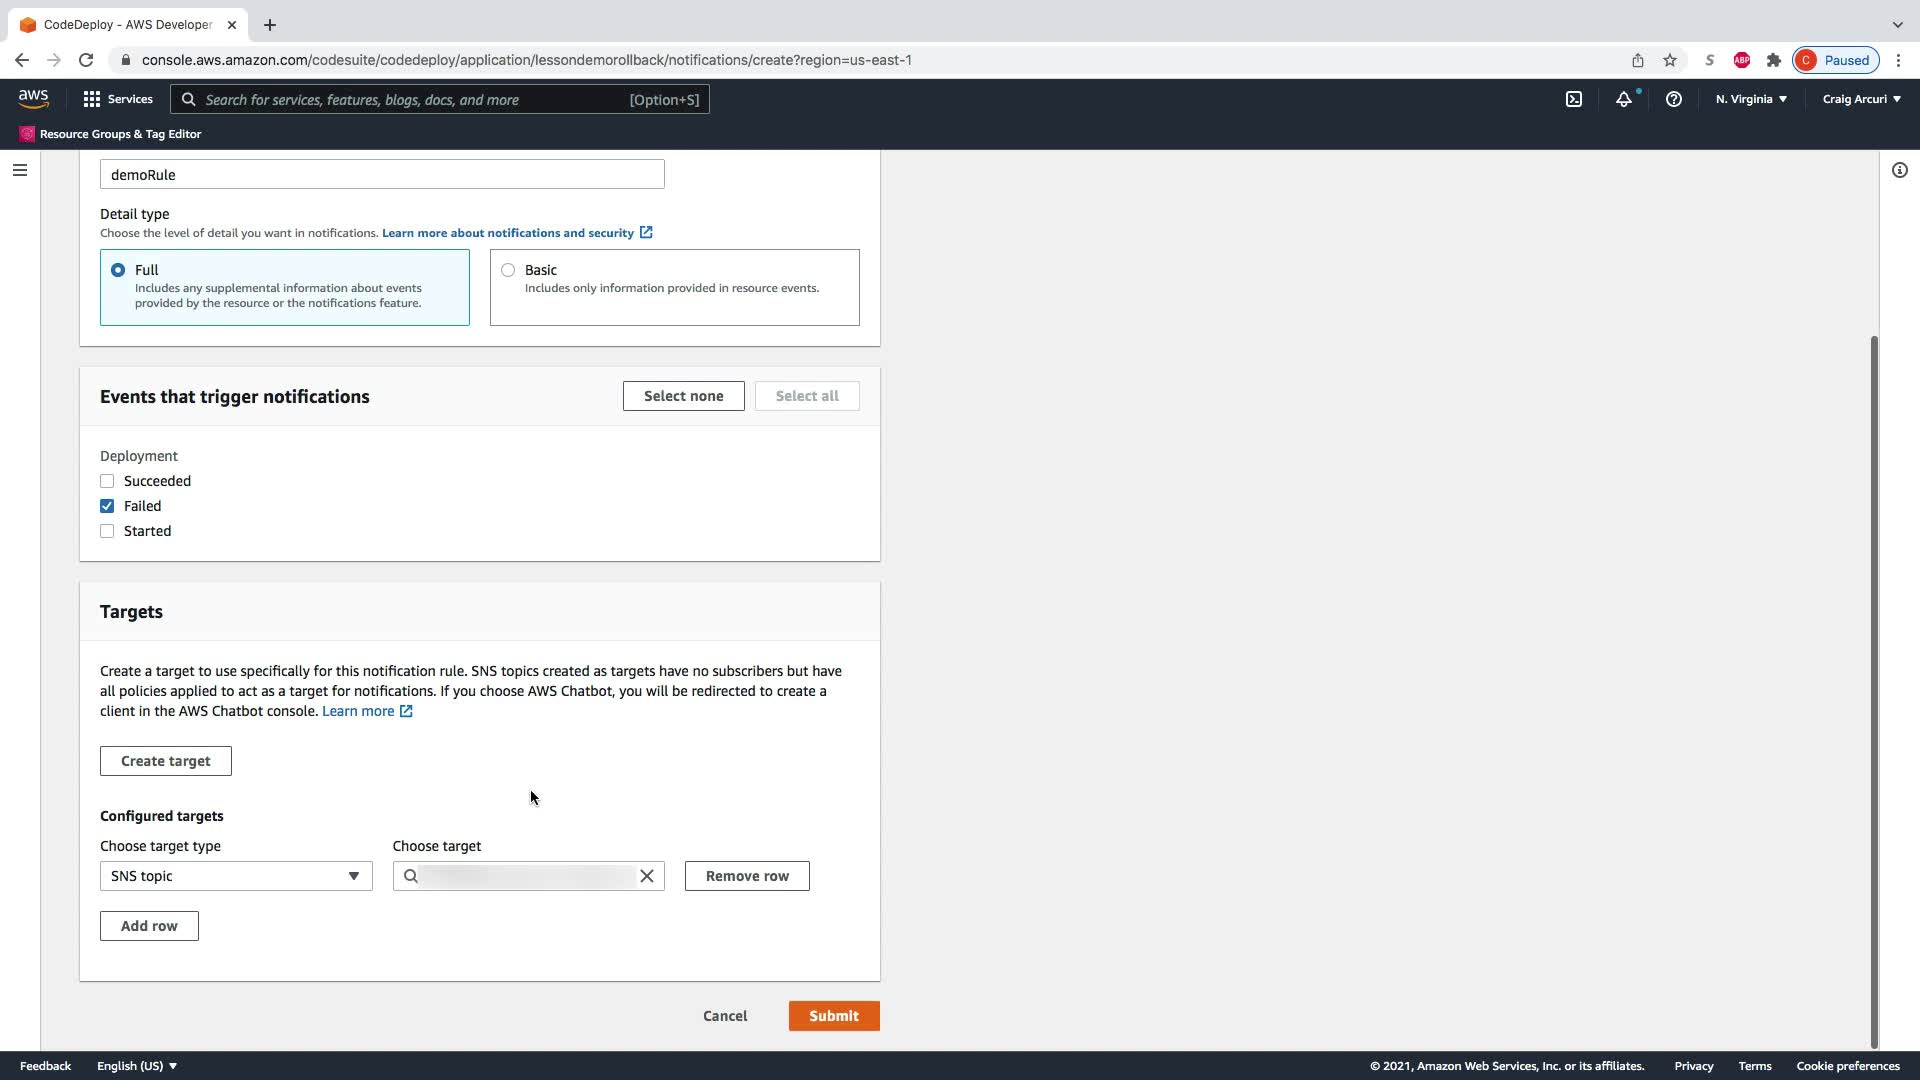 CodeDeploy - AWS Developer
console.aws.amazon.com/codesuite/codedeploy/application/lessondemorollback/notifications/create?region=us-east-1
S
ABP
C Paused
aws
Services
Search for services, features, blogs, docs, and more [Option+S]
N. Virginia
Craig Arcuri
Resource Groups & Tag Editor
demoRule
Detail type
Choose the level of detail you want in notifications. Learn more about notifications and security
Full
Includes any supplemental information about events
provided by the resource or the notifications feature.
Basic
Includes only information provided in resource events.
Events that trigger notifications
Select none
Select all
Deployment
Succeeded
Failed
Started
Targets
Create a target to use specifically for this notification rule. SNS topics created as targets have no subscribers but have
all policies applied to act as a target for notifications. If you choose AWS Chatbot, you will be redirected to create a
client in the AWS Chatbot console. Learn more
Create target
Configured targets
Choose target type
Choose target
SNS topic
Remove row
Add row
Cancel
Submit
Feedback
English (US)
© 2021, Amazon Web Services, Inc. or its affiliates.
Privacy
Terms
Cookie preferences